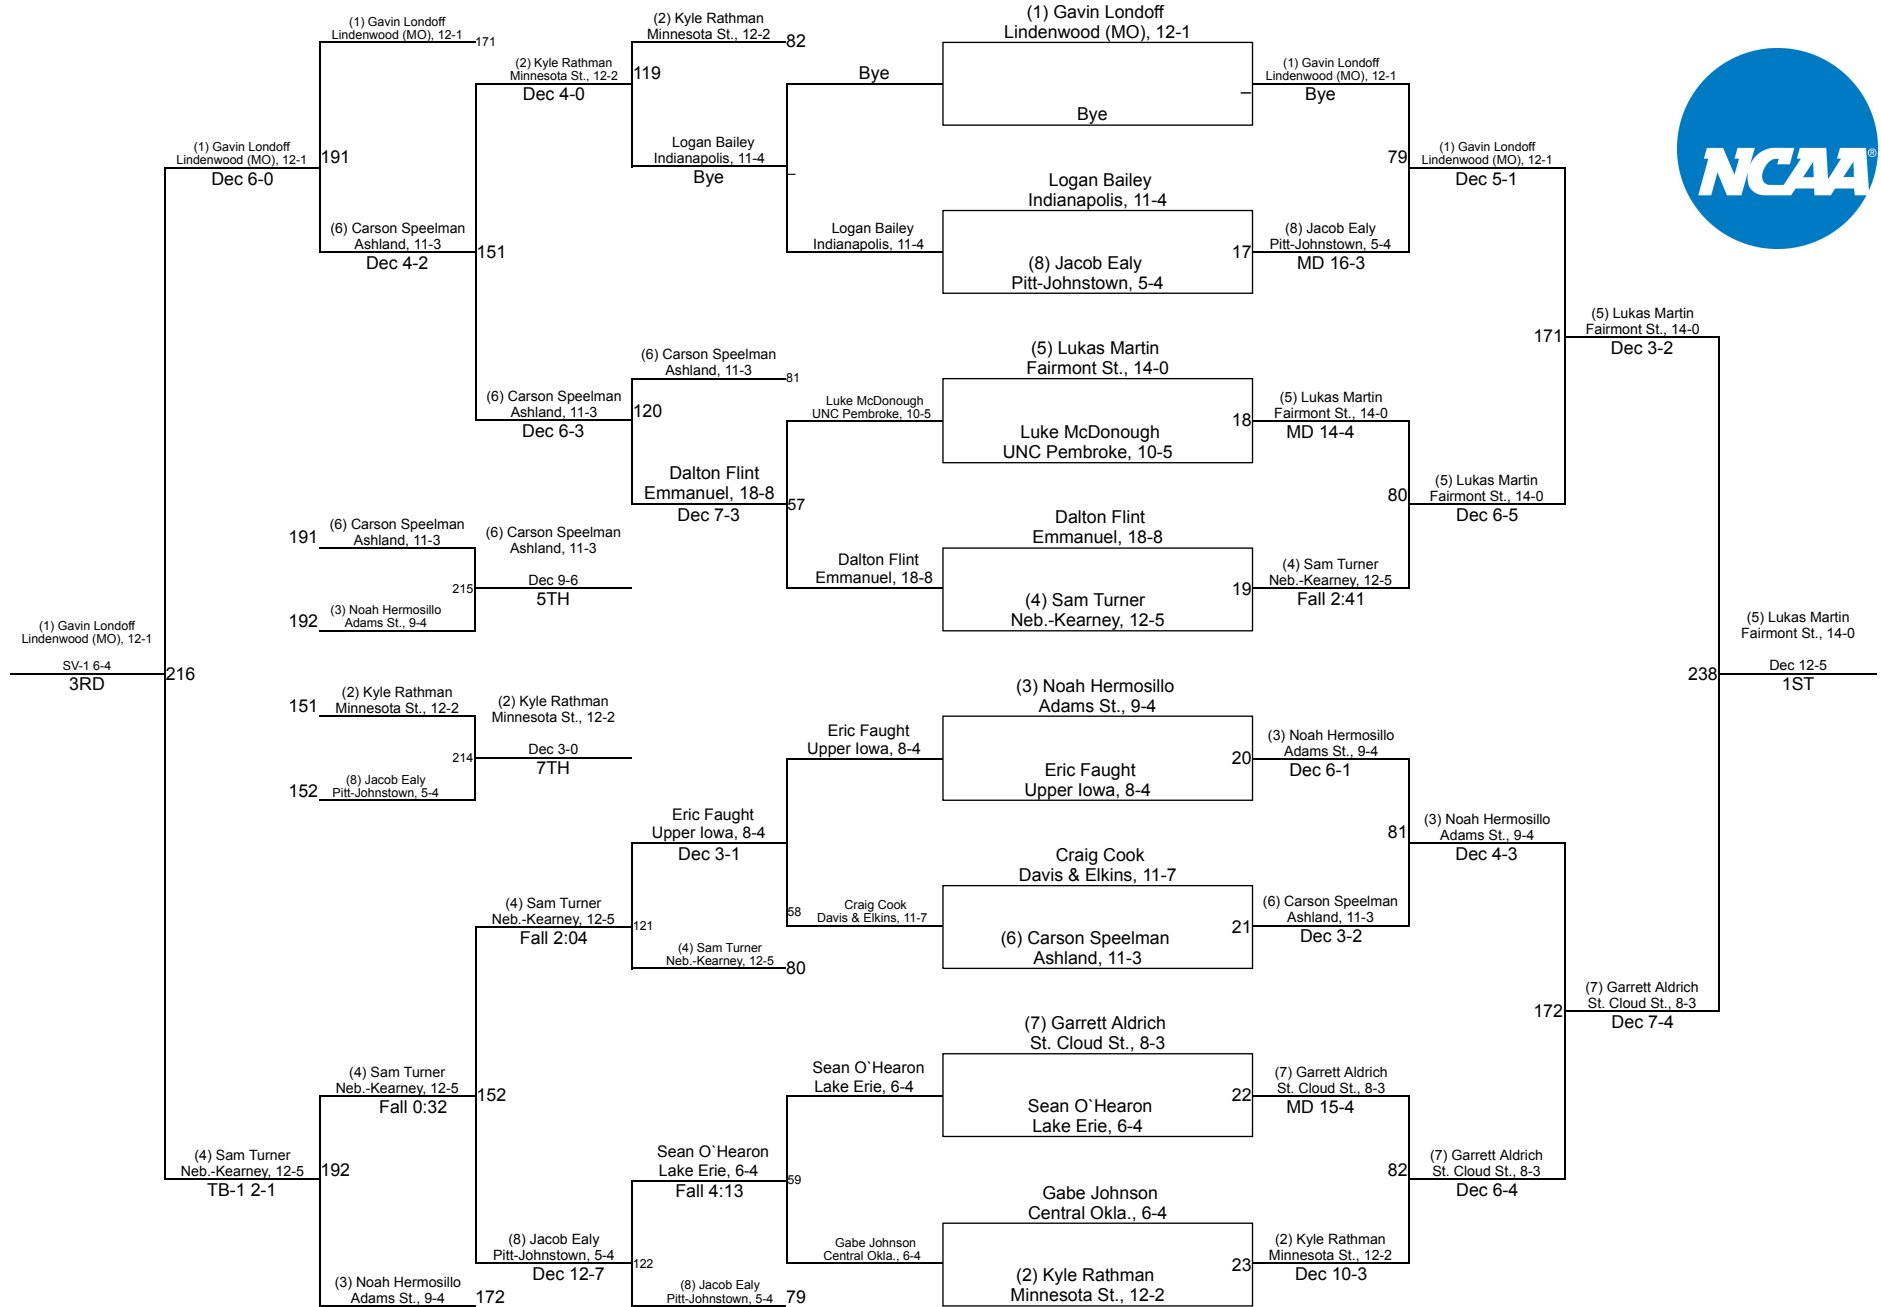 (1) Gavin Londoff
Lindenwood (MO), 12-1
171
191
(1) Gavin Londoff
Lindenwood (MO), 12-1
Dec 6-0
(6) Carson Speelman
Ashland, 11-3
Dec 4-2
151
(2) Kyle Rathman
Minnesota St., 12-2
Dec 4-0
119
(2) Kyle Rathman
Minnesota St., 12-2
82
Logan Bailey
Indianapolis, 11-4
Bye
Bye
–
Logan Bailey
Indianapolis, 11-4
(1) Gavin Londoff
Lindenwood (MO), 12-1
Bye
–
(1) Gavin Londoff
Lindenwood (MO), 12-1
Bye
Logan Bailey
Indianapolis, 11-4
(8) Jacob Ealy
Pitt-Johnstown, 5-4
17
(8) Jacob Ealy
Pitt-Johnstown, 5-4
MD 16-3
79
(1) Gavin Londoff
Lindenwood (MO), 12-1
Dec 5-1
NCAA®
(6) Carson Speelman
Ashland, 11-3
Dec 6-3
120
(6) Carson Speelman
Ashland, 11-3
81
Dalton Flint
Emmanuel, 18-8
Dec 7-3
57
Luke McDonough
UNC Pembroke, 10-5
Dalton Flint
Emmanuel, 18-8
(5) Lukas Martin
Fairmont St., 14-0
Luke McDonough
UNC Pembroke, 10-5
18
(5) Lukas Martin
Fairmont St., 14-0
MD 14-4
Dalton Flint
Emmanuel, 18-8
(4) Sam Turner
Neb.-Kearney, 12-5
19
(4) Sam Turner
Neb.-Kearney, 12-5
Fall 2:41
80
(5) Lukas Martin
Fairmont St., 14-0
Dec 6-5
171
(5) Lukas Martin
Fairmont St., 14-0
Dec 3-2
191
(6) Carson Speelman
Ashland, 11-3
192
(3) Noah Hermosillo
Adams St., 9-4
215
(6) Carson Speelman
Ashland, 11-3
Dec 9-6
5TH
(1) Gavin Londoff
Lindenwood (MO), 12-1
SV-1 6-4
3RD
216
151
(2) Kyle Rathman
Minnesota St., 12-2
152
(8) Jacob Ealy
Pitt-Johnstown, 5-4
214
(2) Kyle Rathman
Minnesota St., 12-2
Dec 3-0
7TH
238
(5) Lukas Martin
Fairmont St., 14-0
Dec 12-5
1ST
Eric Faught
Upper Iowa, 8-4
Eric Faught
Upper Iowa, 8-4
Dec 3-1
58
Craig Cook
Davis & Elkins, 11-7
(3) Noah Hermosillo
Adams St., 9-4
Eric Faught
Upper Iowa, 8-4
20
(3) Noah Hermosillo
Adams St., 9-4
Dec 6-1
Craig Cook
Davis & Elkins, 11-7
(6) Carson Speelman
Ashland, 11-3
21
(6) Carson Speelman
Ashland, 11-3
Dec 3-2
81
(3) Noah Hermosillo
Adams St., 9-4
Dec 4-3
(4) Sam Turner
Neb.-Kearney, 12-5
Fall 2:04
121
(4) Sam Turner
Neb.-Kearney, 12-5
80
(4) Sam Turner
Neb.-Kearney, 12-5
Fall 0:32
152
(4) Sam Turner
Neb.-Kearney, 12-5
TB-1 2-1
192
(3) Noah Hermosillo
Adams St., 9-4
172
(8) Jacob Ealy
Pitt-Johnstown, 5-4
Dec 12-7
122
Sean O`Hearon
Lake Erie, 6-4
Fall 4:13
59
(8) Jacob Ealy
Pitt-Johnstown, 5-4
79
Sean O`Hearon
Lake Erie, 6-4
Gabe Johnson
Central Okla., 6-4
(7) Garrett Aldrich
St. Cloud St., 8-3
Sean O`Hearon
Lake Erie, 6-4
22
(7) Garrett Aldrich
St. Cloud St., 8-3
MD 15-4
Gabe Johnson
Central Okla., 6-4
(2) Kyle Rathman
Minnesota St., 12-2
23
(2) Kyle Rathman
Minnesota St., 12-2
Dec 10-3
82
(7) Garrett Aldrich
St. Cloud St., 8-3
Dec 6-4
172
(7) Garrett Aldrich
St. Cloud St., 8-3
Dec 7-4